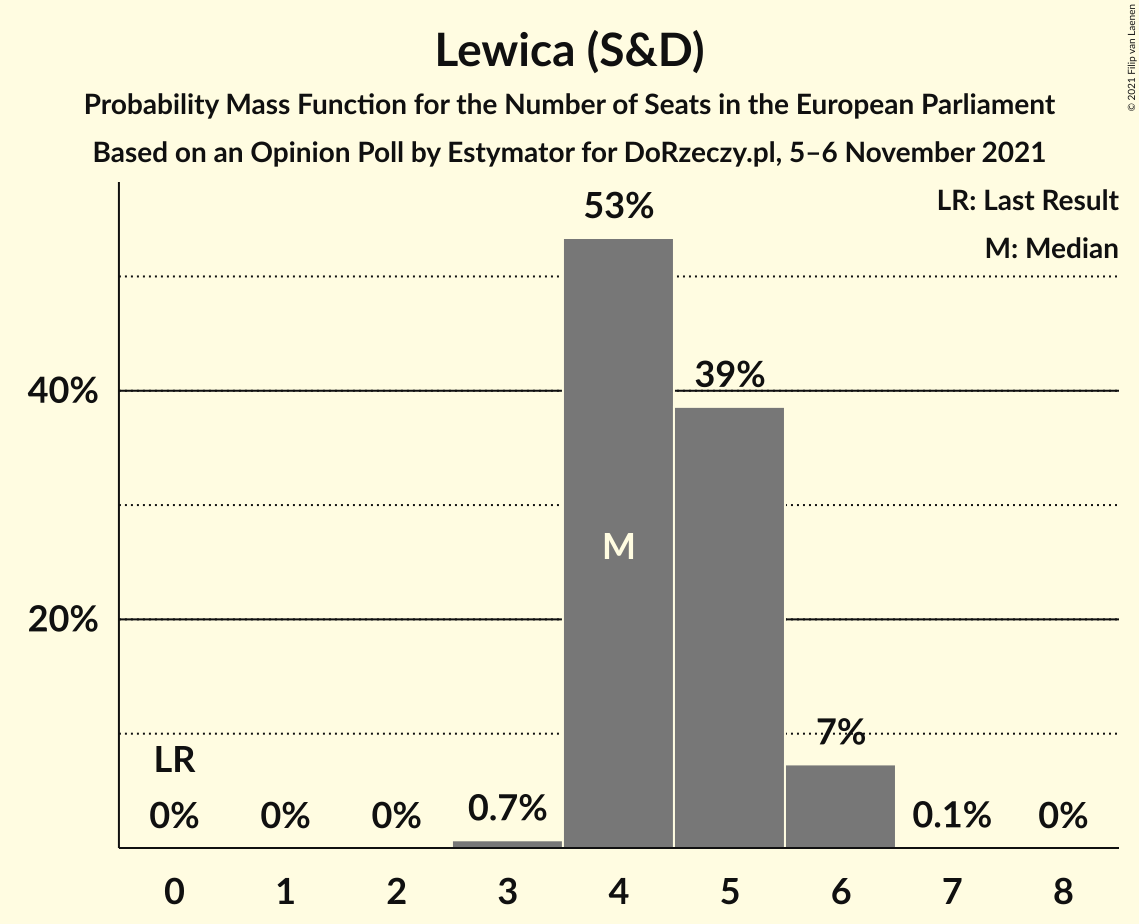 Lewica (S&D)
Probability Mass Function for the Number of Seats in the European Parliament
Based on an Opinion Poll by Estymator for DoRzeczy.pl, 5–6 November 2021
© 2021 Filip van Laenen
LR: Last Result
M: Median
53%
39%
40%
M
20%
7%
LR
0% 0% 0% 0.7% 0.1% 0%
0 1 2 3 4 5 6 7 8